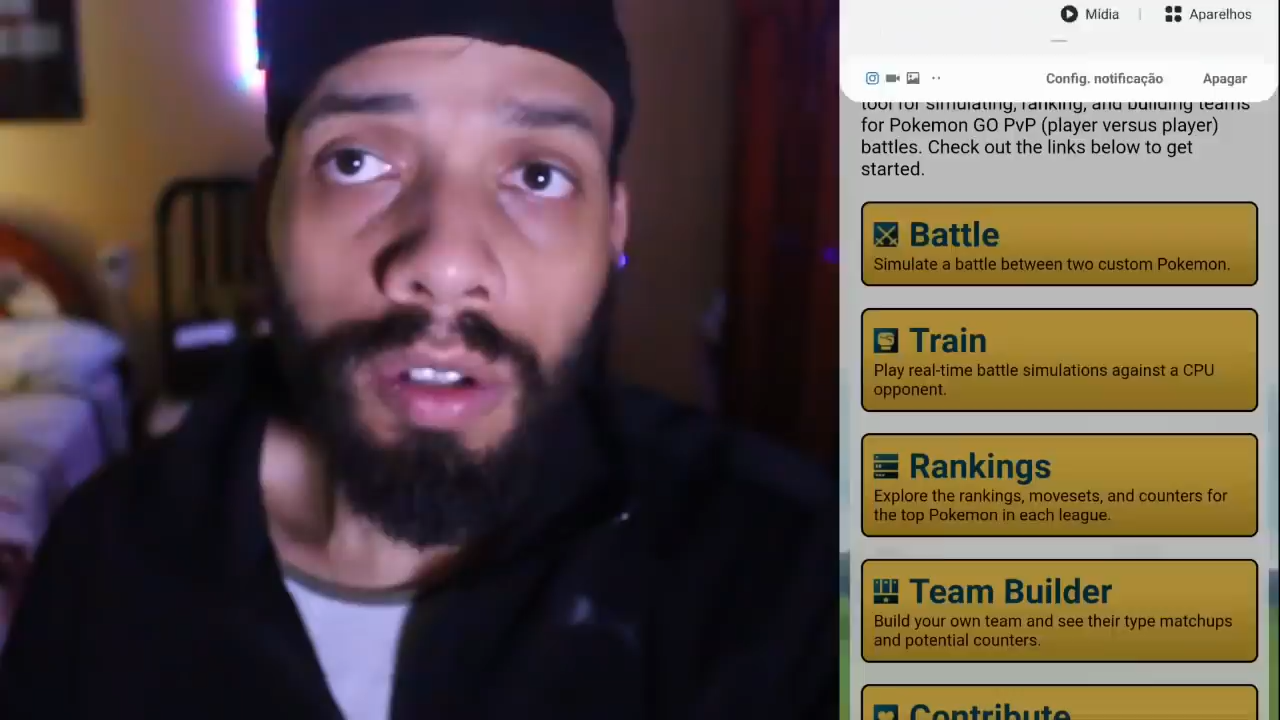 Mídia
Aparelhos
Config. notificação
Apagar
tool for simulating, ranking, and building teams
for Pokemon GO PvP (player versus player)
battles. Check out the links below to get
started.
Battle
Simulate a battle between two custom Pokemon.
Train
Play real-time battle simulations against a CPU
opponent.
Rankings
Explore the rankings, movesets, and counters for
the top Pokemon in each league.
Team Builder
Build your own team and see their type matchups
and potential counters.
Contribute